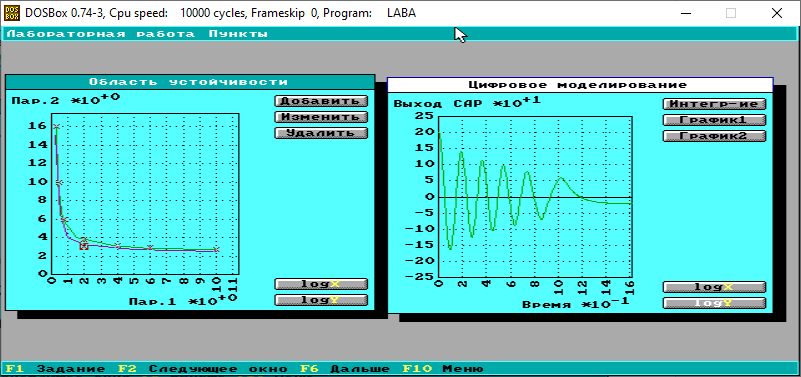 DOSBox 0.74-3, Cpu speed: 10000 cycles, Frameskip 0, Program: LABA
Лабораторная работа Пункты
Область устойчивости
Пар.2 *10+0
Добавить
Изменить
Удалить
16
14
12
10
8
6
4
2
0
0 1 2 3 4 5 6 7 8 9 10 11
Пар.1 *10+0
logX
logY
Цифровое моделирование
Выход САР *10+1
Интегр-ие
График1
График2
25
20
15
10
5
0
-5
-10
-15
-20
-25
0 2 4 6 8 10 12 14 16
Время *10-1
logX
logY
F1 Задание F2 Следующее окно F6 Дальше F10 Меню